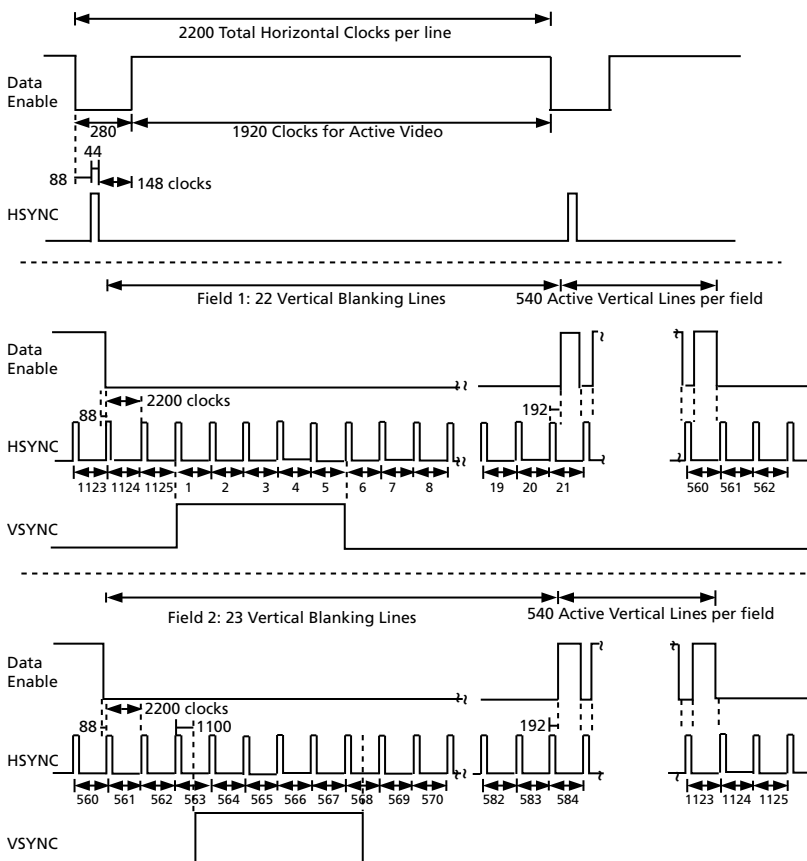 2200 Total Horizontal Clocks per line
Data
Enable
280
1920 Clocks for Active Video
44
88
148 clocks
HSYNC
Field 1: 22 Vertical Blanking Lines
540 Active Vertical Lines per field
Data
Enable
2200 clocks
88
192
HSYNC
1123 1124 1125 1 2 3 4 5 6 7 8 19 20 21 560 561 562
VSYNC
Field 2: 23 Vertical Blanking Lines
540 Active Vertical Lines per field
Data
Enable
2200 clocks
88
1100
192
HSYNC
560 561 562 563 564 565 566 567 568 569 570 582 583 584 1123 1124 1125
VSYNC